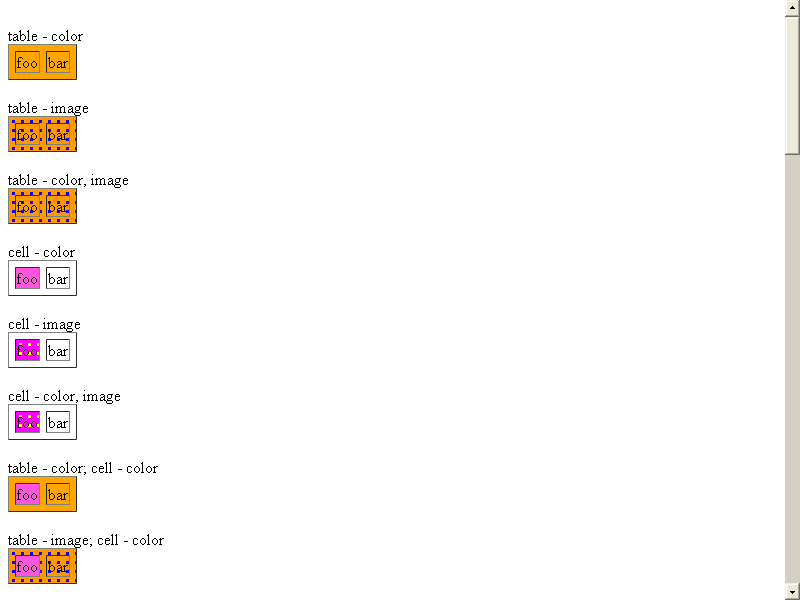 table - color
foo bar
table - image
foo bar
table - color, image
foo bar
cell - color
foo bar
cell - image
foo bar
cell - color, image
foo bar
table - color; cell - color
foo bar
table - image; cell - color
foo bar